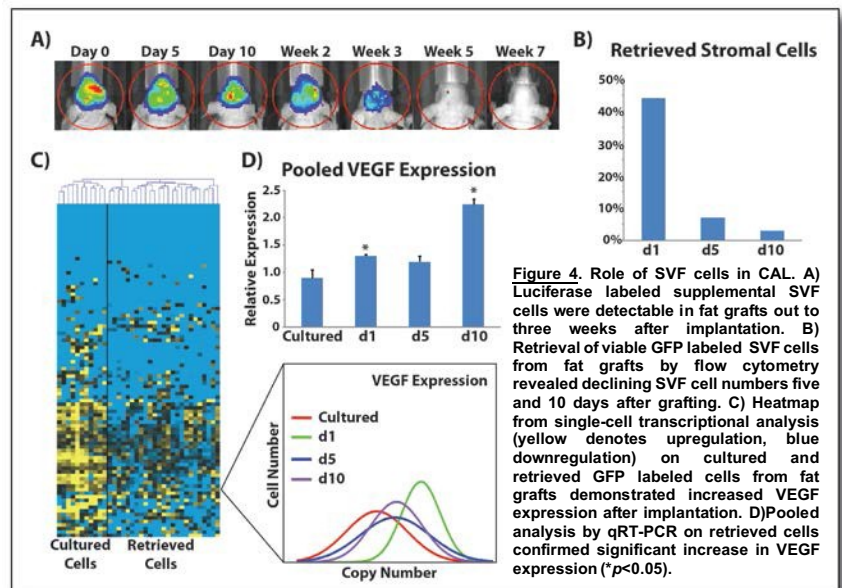 A)
Day 0 Day 5 Day 10 Week 2 Week 3 Week 5 Week 7
B)
Retrieved Stromal Cells
50%
40%
30%
20%
10%
0%
d1 d5 d10
C)
Cultured Cells
Retrieved Cells
D)
Pooled VEGF Expression
Relative Expression
2.5
2.0
1.5
1.0
0.5
0.0
* *
Cultured d1 d5 d10
VEGF Expression
Cultured
d1
d5
d10
Cell Number
Copy Number
Figure 4. Role of SVF cells in CAL. A)
Luciferase labeled supplemental SVF
cells were detectable in fat grafts out to
three weeks after implantation. B)
Retrieval of viable GFP labeled SVF cells
from fat grafts by flow cytometry
revealed declining SVF cell numbers five
and 10 days after grafting. C) Heatmap
from single-cell transcriptional analysis
(yellow denotes upregulation, blue
downregulation) on cultured and
retrieved GFP labeled cells from fat
grafts demonstrated increased VEGF
expression after implantation. D)Pooled
analysis by qRT-PCR on retrieved cells
confirmed significant increase in VEGF
expression (*p<0.05).